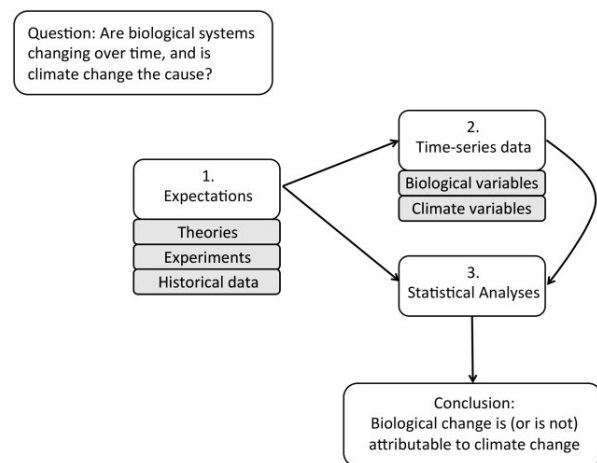 Question: Are biological systems
changing over time, and is
climate change the cause?
1.
Expectations
Theories
Experiments
Historical data
2.
Time-series data
Biological variables
Climate variables
3.
Statistical Analyses
Conclusion:
Biological change is (or is not)
attributable to climate change